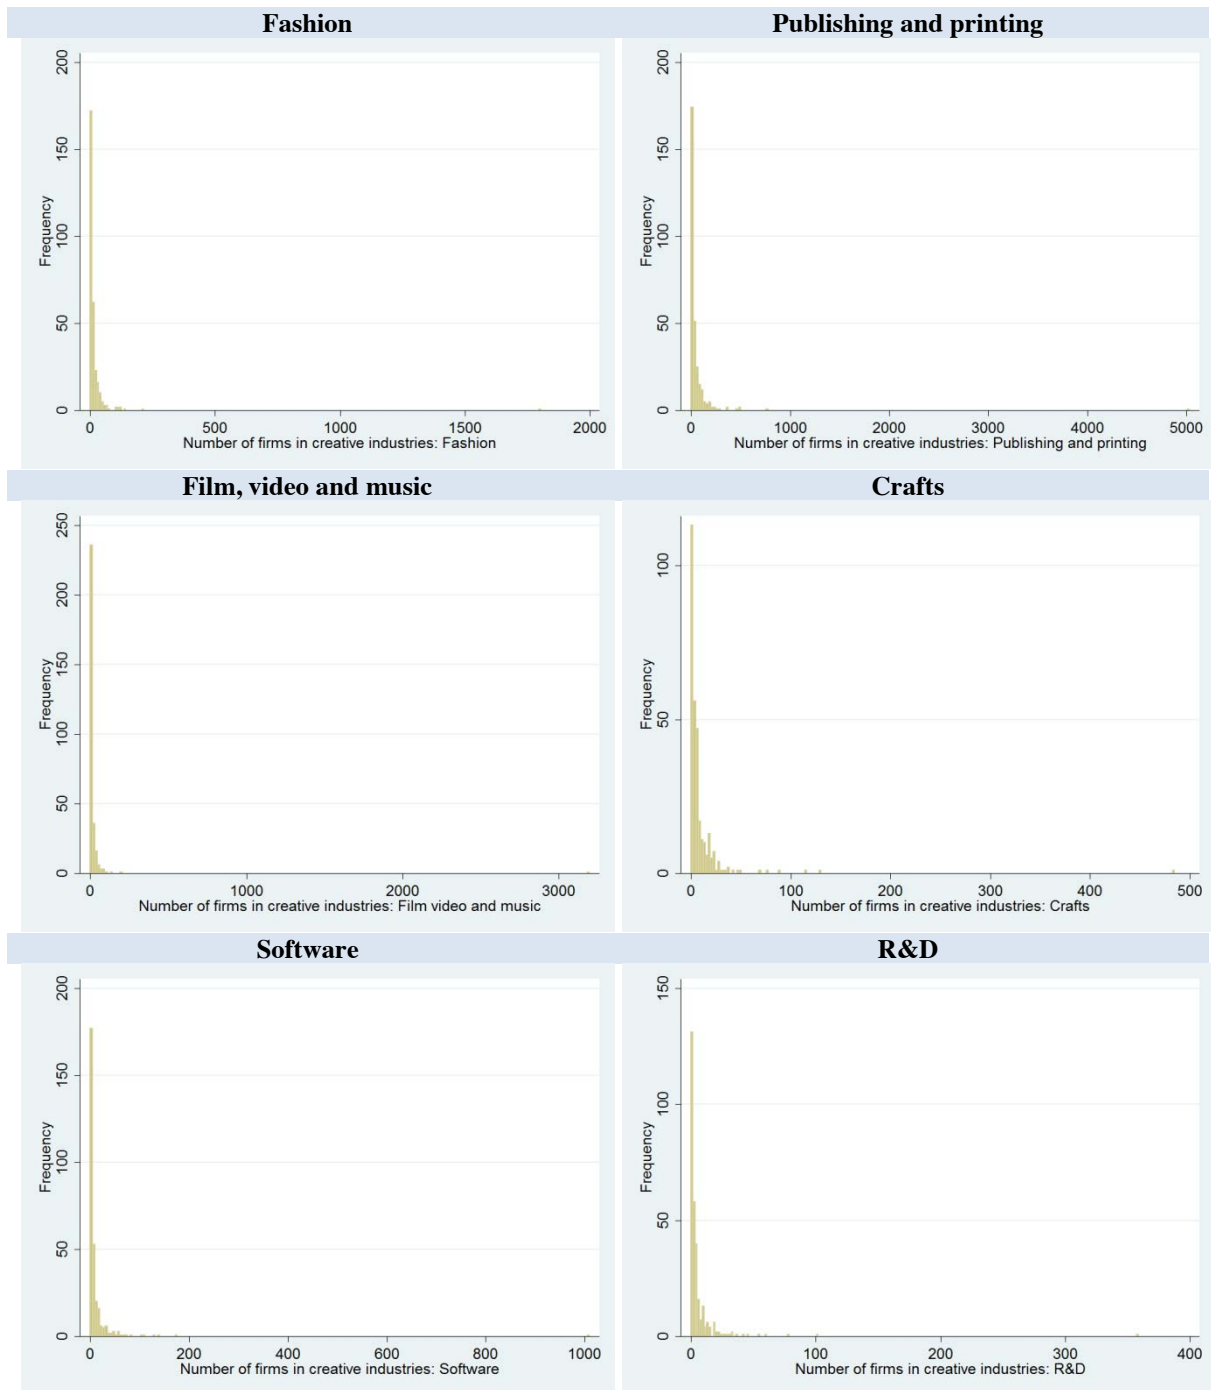 Fashion
Publishing and printing
200
150
100
50
0
Frequency
0 500 1000 1500 2000
Number of firms in creative industries: Fashion
200
150
100
50
0
Frequency
0 1000 2000 3000 4000 5000
Number of firms in creative industries: Publishing and printing
Film, video and music
Crafts
250
200
150
100
50
0
Frequency
0 1000 2000 3000
Number of firms in creative industries: Film video and music
100
50
0
Frequency
0 100 200 300 400 500
Number of firms in creative industries: Crafts
Software
R&D
200
150
100
50
0
Frequency
0 200 400 600 800 1000
Number of firms in creative industries: Software
150
100
50
0
Frequency
0 100 200 300 400
Number of firms in creative industries: R&D